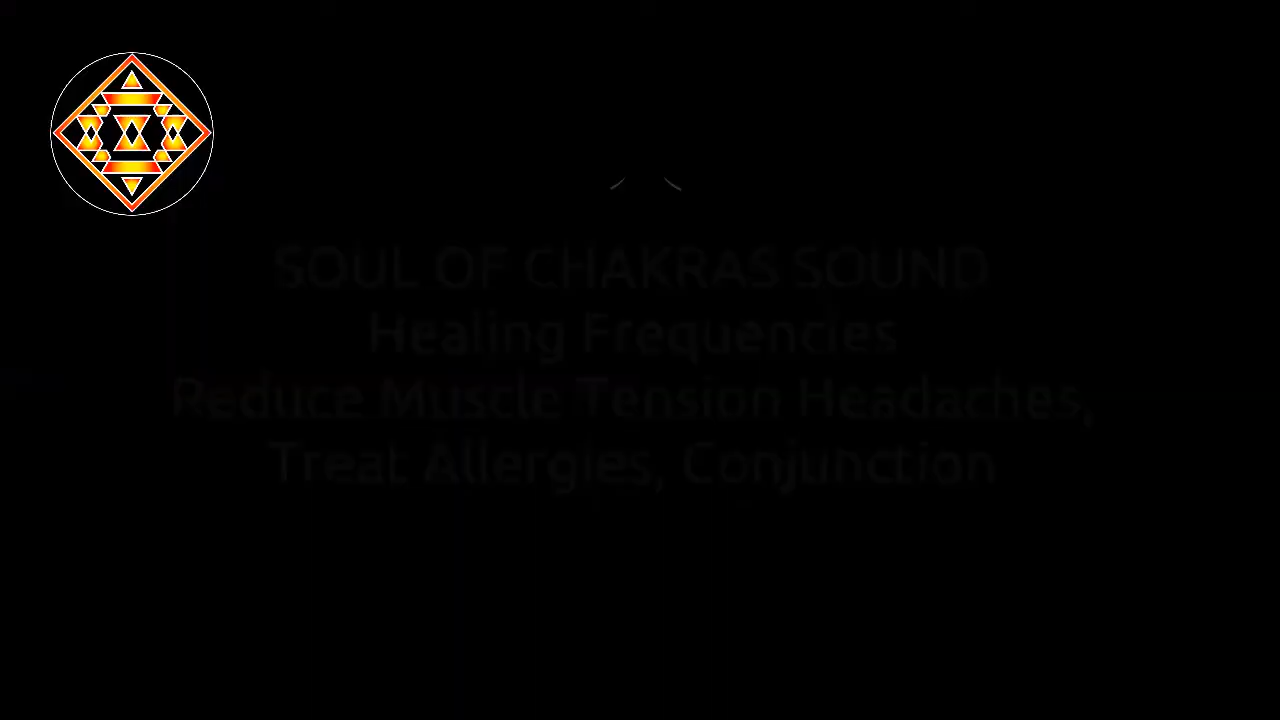 SOUL OF CHAKRAS SOUND
Healing Frequencies
Reduce Muscle Tension Headaches,
Treat Allergies, Conjunction